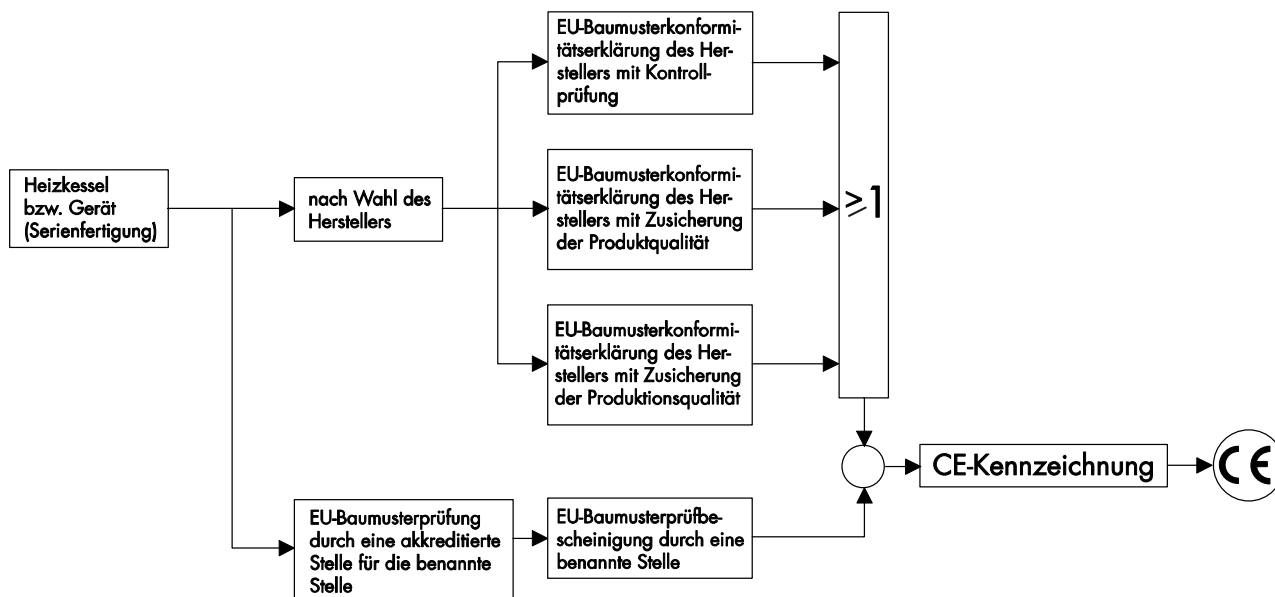 EU-Baumusterkonformi-
tätserklärung des Her-
stellers mit Kontroll-
prüfung
Heizkessel
bzw. Gerät
(Serienfertigung)
nach Wahl des
Herstellers
EU-Baumusterkonformi-
tätserklärung des Her-
stellers mit Zusicherung
der Produktqualität
≥1
EU-Baumusterkonformi-
tätserklärung des Her-
stellers mit Zusicherung
der Produktionsqualität
CE-Kennzeichnung
CE
EU-Baumusterprüfung
durch eine akkreditierte
Stelle für die benannte
Stelle
EU-Baumusterprüfbe-
scheinigung durch eine
benannte Stelle